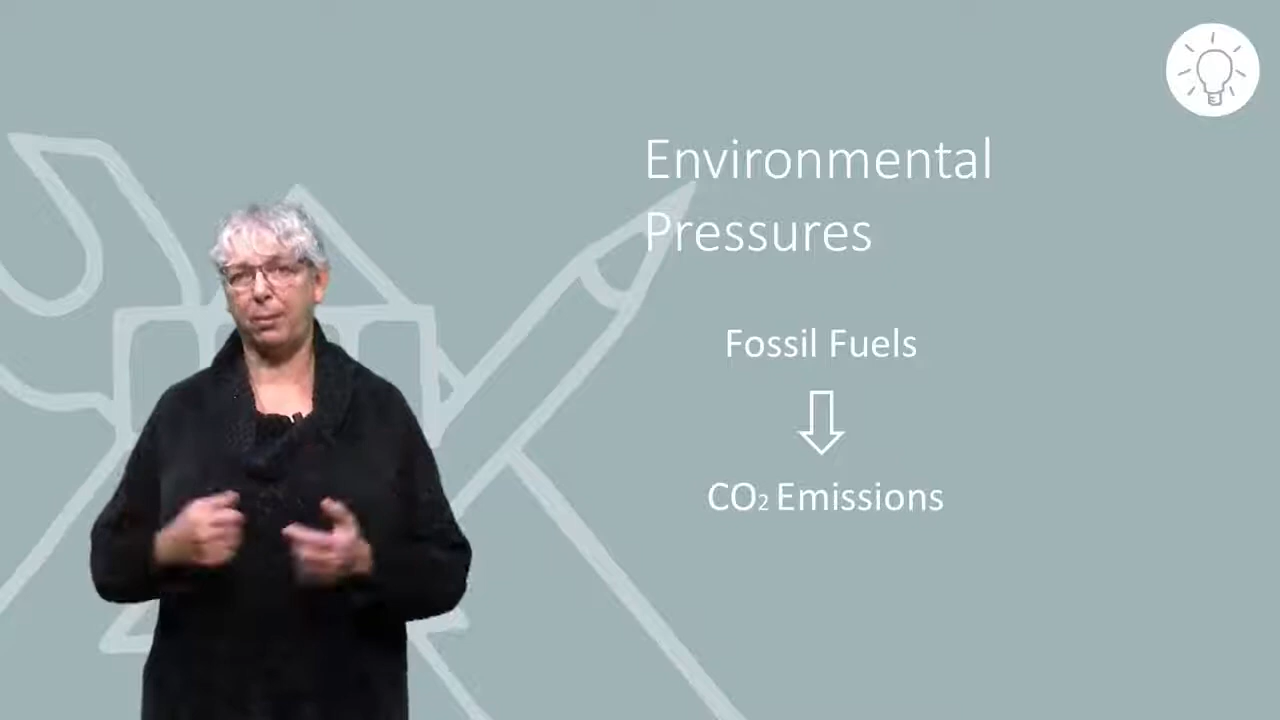 Environmental
Pressures
Fossil Fuels
CO₂ Emissions